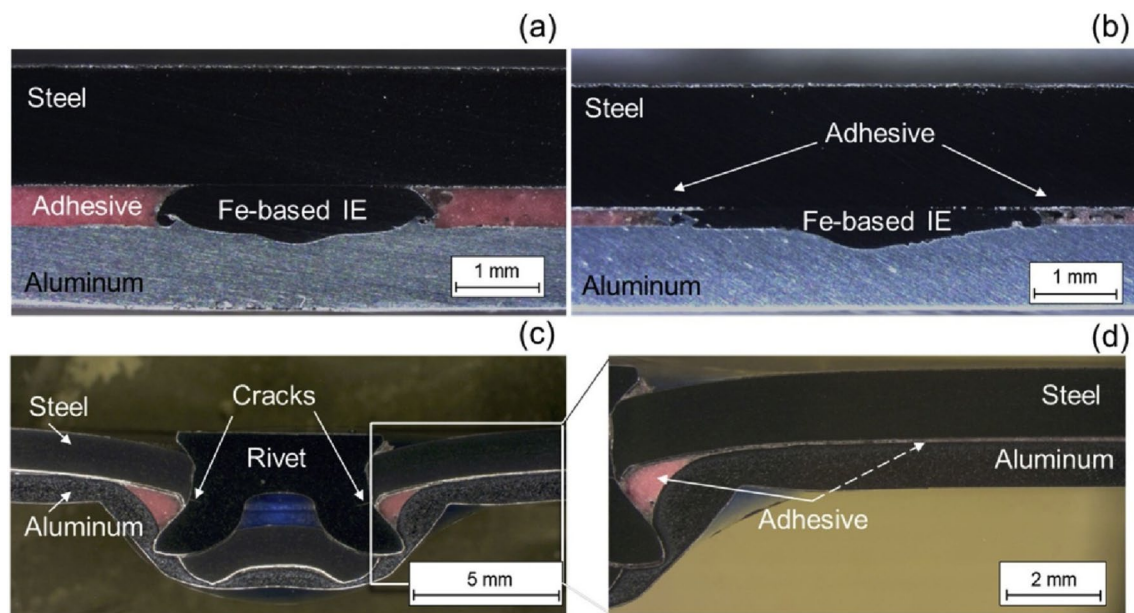 (a)
Steel
Adhesive
Fe-based IE
Aluminum
1 mm
(b)
Steel
Adhesive
Fe-based IE
Aluminum
1 mm
(c)
Steel
Cracks
Rivet
Aluminum
5 mm
(d)
Steel
Aluminum
Adhesive
2 mm